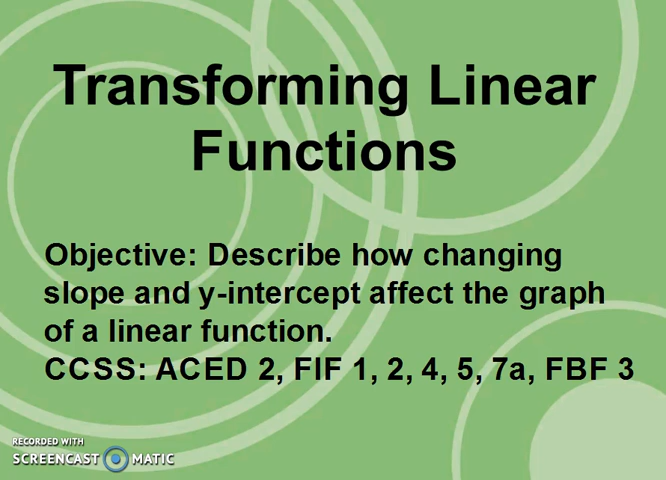 Transforming Linear
Functions
Objective: Describe how changing
slope and y-intercept affect the graph
of a linear function.
CCSS: ACED 2, FIF 1, 2, 4, 5, 7a, FBF 3
RECORDED WITH
SCREENCAST MATIC